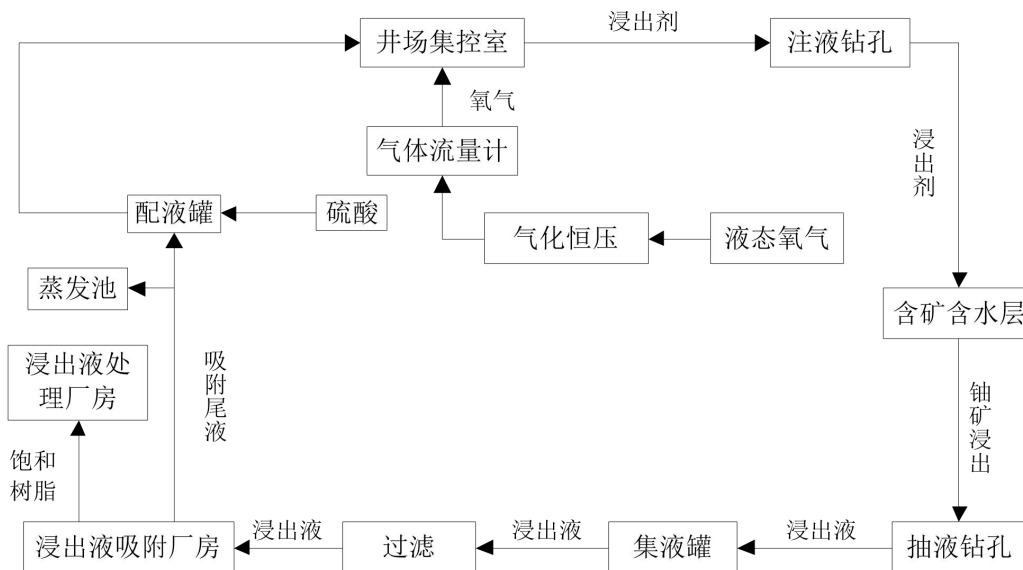 井场集控室
浸出剂
注液钻孔
氧气
气体流量计
浸出剂
配液罐
硫酸
气化恒压
液态氧气
蒸发池
含矿含水层
浸出液处
理厂房
吸附尾液
铀矿浸出
饱和
树脂
浸出液吸附厂房
浸出液
过滤
浸出液
集液罐
浸出液
抽液钻孔